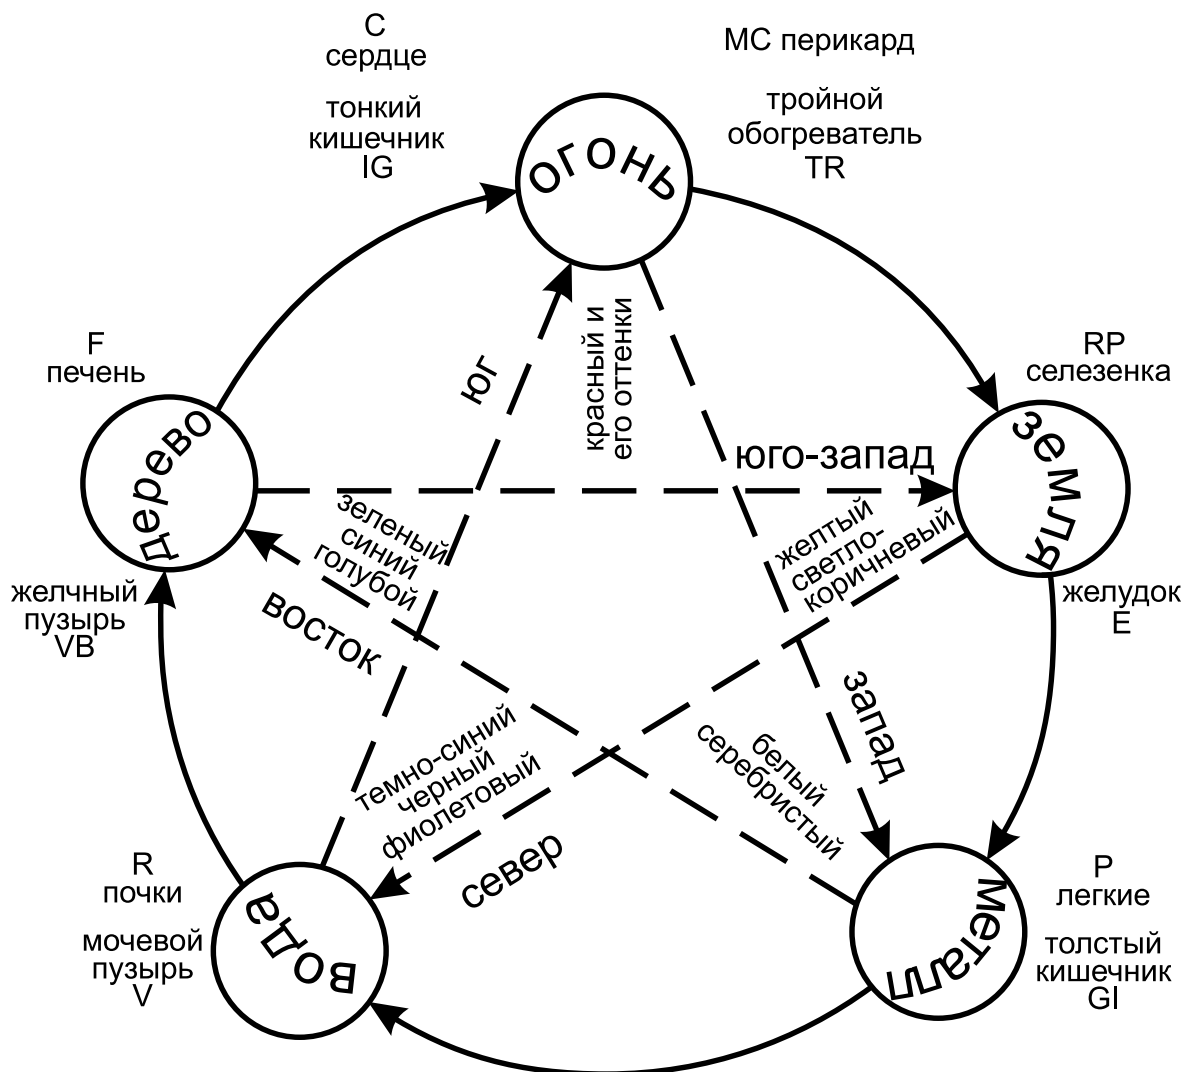 C
сердце
тонкий
кишечник
IG
MC перикард
тройной
обогреватель
TR
огонь
красный и
его оттенки
юг
F
печень
дерево
желчный
пузырь
VB
зеленый
синий
голубой
восток
RP
селезенка
земля
желудок
E
юго-запад
желтый
светло-
коричневый
запад
белый
серебристый
темно-синий
черный
фиолетовый
север
R
почки
мочевой
пузырь
V
вода
P
легкие
толстый
кишечник
GI
металл